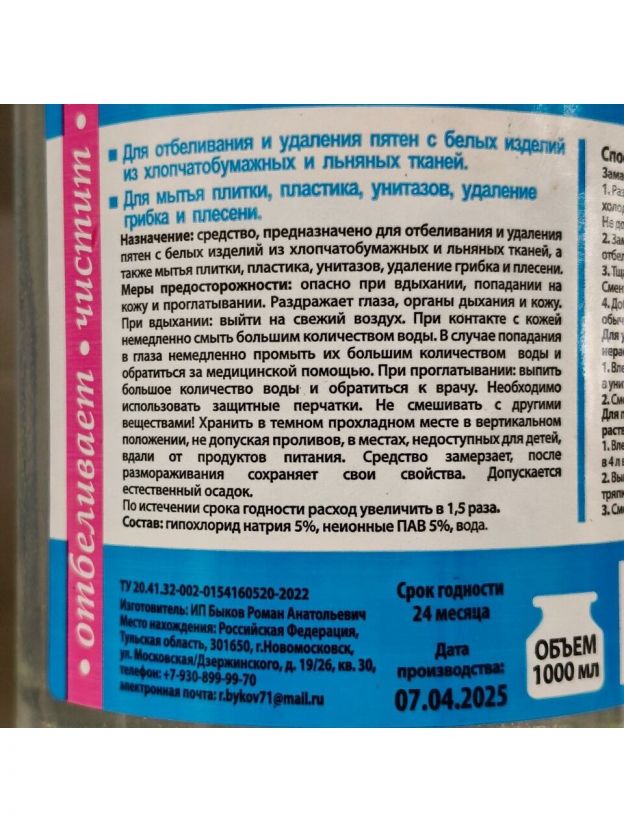 • отбеливает • чистит •
Для отбеливания и удаления пятен с белых изделий
из хлопчатобумажных и льняных тканей.
Для мытья плитки, пластика, унитазов, удаление
грибка и плесени.
Назначение: средство, предназначено для отбеливания и удаления
пятен с белых изделий из хлопчатобумажных и льняных тканей, а
также мытья плитки, пластика, унитазов, удаление грибка и плесени.
Меры предосторожности: опасно при вдыхании, попадании на
кожу и проглатывании. Раздражает глаза, органы дыхания и кожу.
При вдыхании: выйти на свежий воздух. При контакте с кожей
немедленно смыть большим количеством воды. В случае попадания
в глаза немедленно промыть их большим количеством воды и
обратиться за медицинской помощью. При проглатывании: выпить
большое количество воды и обратиться к врачу. Необходимо
использовать защитные перчатки. Не смешивать с другими
веществами! Хранить в темном прохладном месте в вертикальном
положении, не допуская проливов, в местах, недоступных для детей,
вдали от продуктов питания. Средство замерзает, после
размораживания сохраняет свои свойства. Допускается
естественный осадок.
По истечении срока годности расход увеличить в 1,5 раза.
Состав: гипохлорид натрия 5%, неионные ПАВ 5%, вода.
ТУ 20.41.32-002-0154160520-2022
Изготовитель: ИП Быков Роман Анатольевич
Место нахождения: Российская Федерация,
Тульская область, 301650, г.Новомосковск,
ул. Московская/Дзержинского, д. 19/26, кв. 30,
телефон: +7-930-899-99-70
электронная почта: r.bykov71@mail.ru
Срок годности
24 месяца
Дата
производства:
07.04.2025
ОБЪЕМ
1000 мл